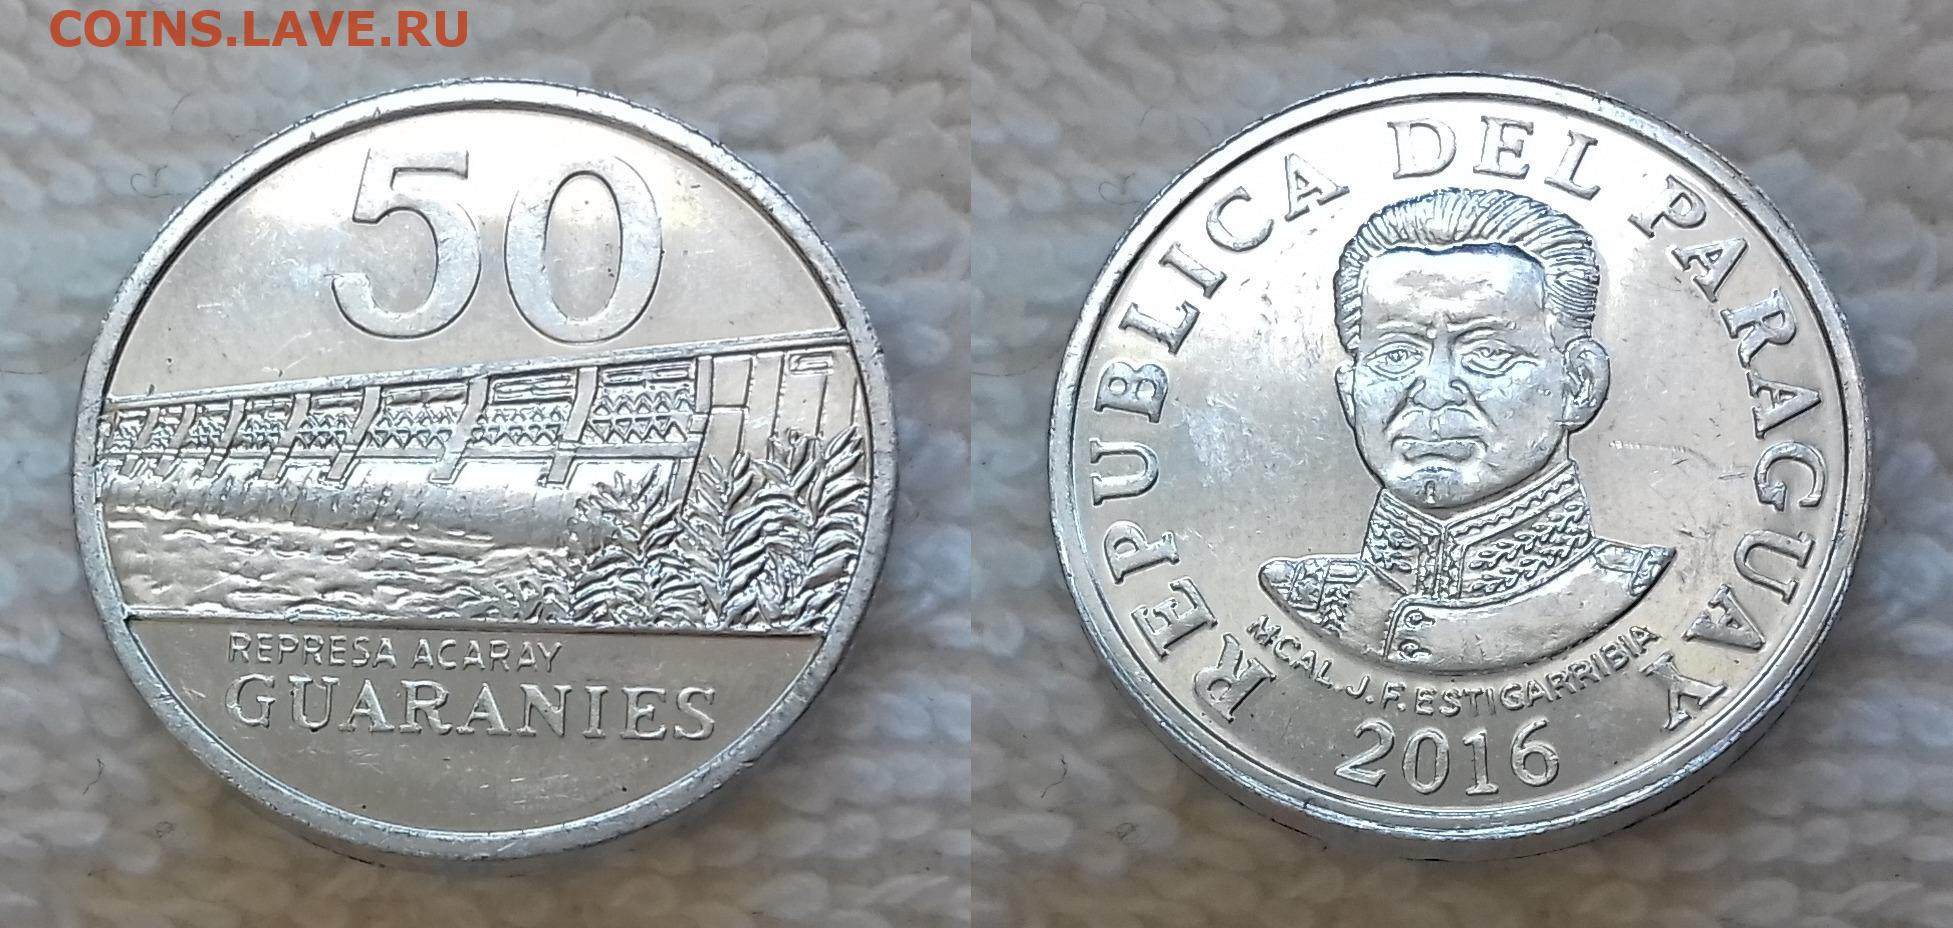 COINS.LAVE.RU
50
REPRESA ACARAY
GUARANIES
REPUBLICA DEL PARAGUAY
MCAL. J. F. ESTIGARRIBIA
2016